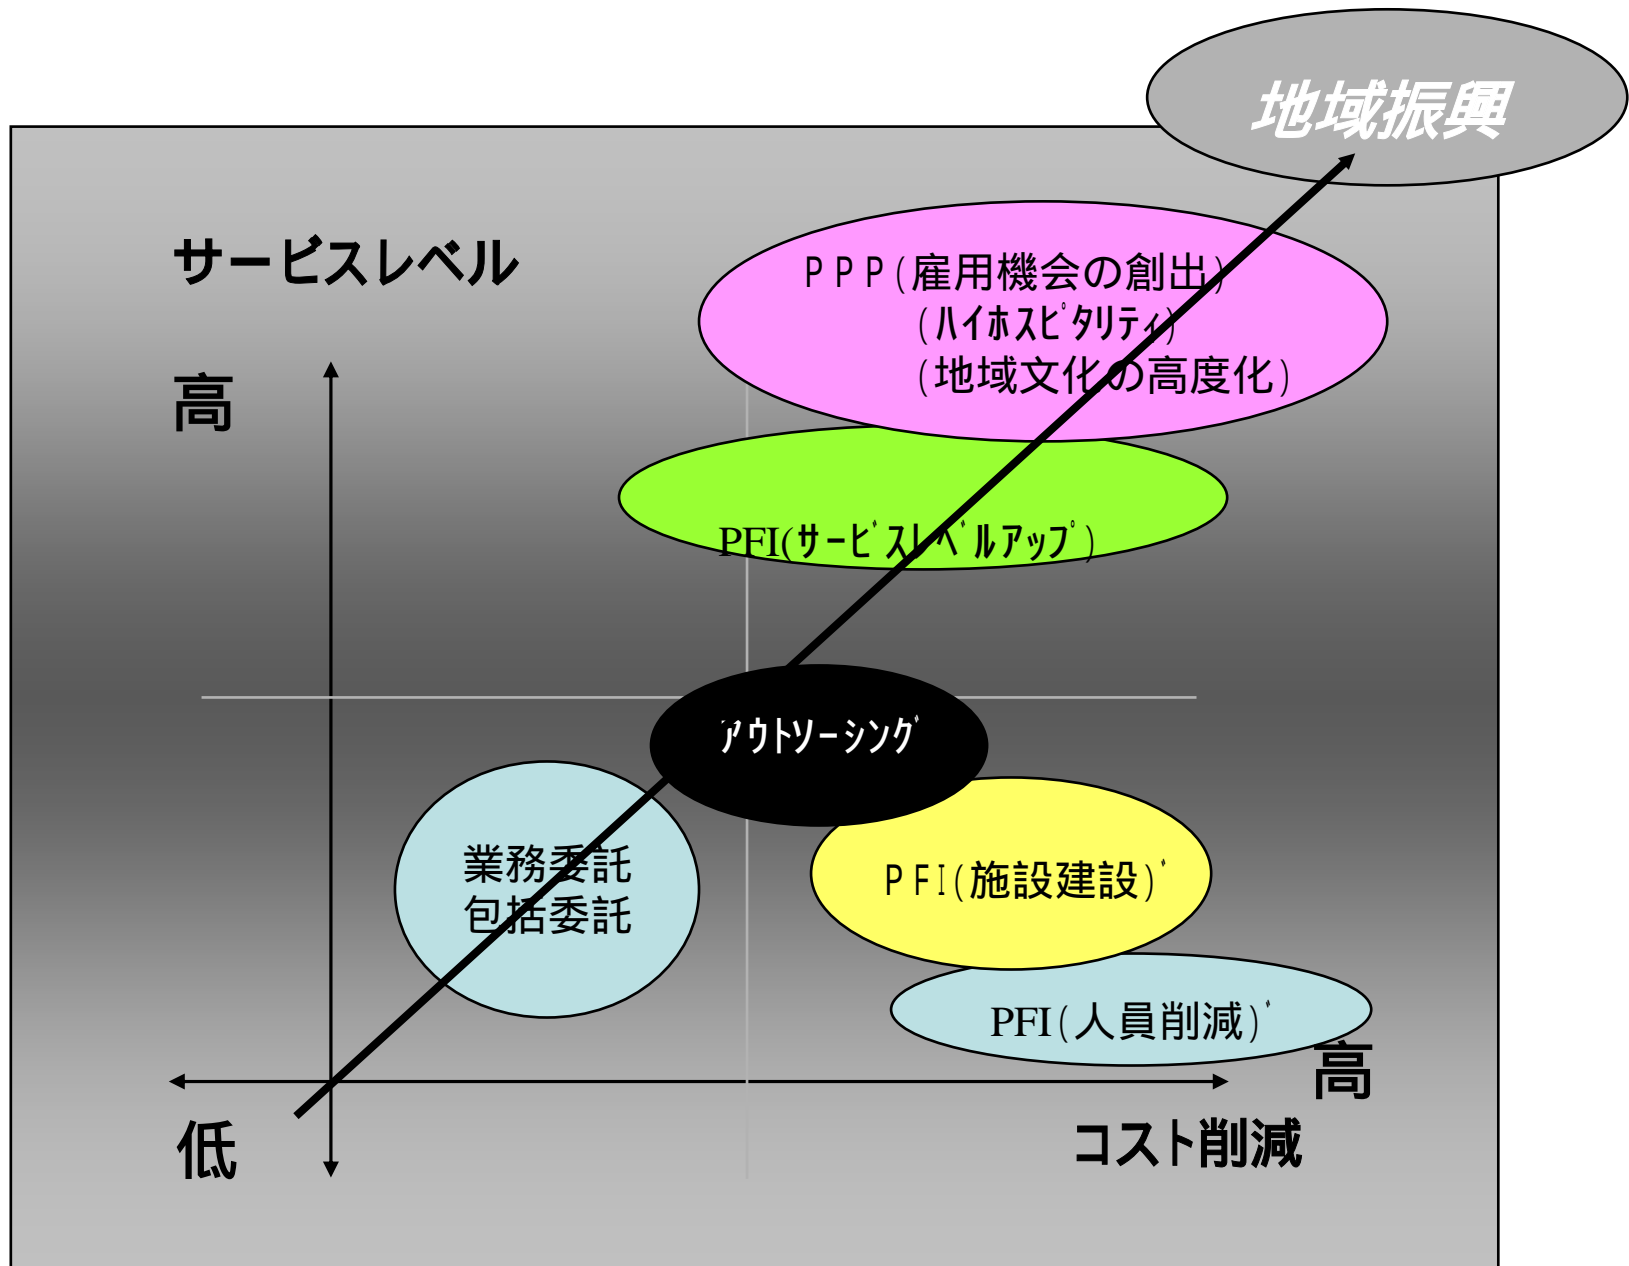 地域振興
サービスレベル
高
ＰＰＰ(雇用機会の創出)
(ﾊｲﾎｽﾋﾟﾀﾘﾃｨ)
(地域文化の高度化)
PFI(ｻｰﾋﾞｽﾚﾍﾞﾙｱｯﾌﾟ)
ｱｳﾄｿｰｼﾝｸﾞ
業務委託
包括委託
ＰＦＩ(施設建設)ﾞ
PFI(人員削減)ﾞ
高
低
コスト削減